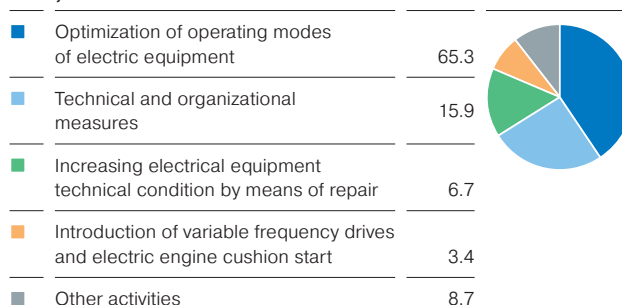 Optimization of operating modes
of electric equipment 65.3
Technical and organizational
measures 15.9
Increasing electrical equipment
technical condition by means of repair 6.7
Introduction of variable frequency drives
and electric engine cushion start 3.4
Other activities 8.7